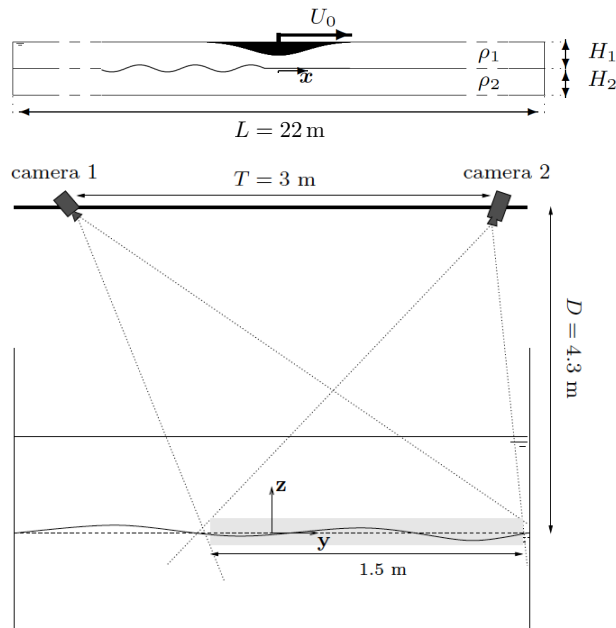 U₀
ρ₁
H₁
x
ρ₂
H₂
L = 22 m
camera 1
T = 3 m
camera 2
D = 4.3 m
z
y
1.5 m